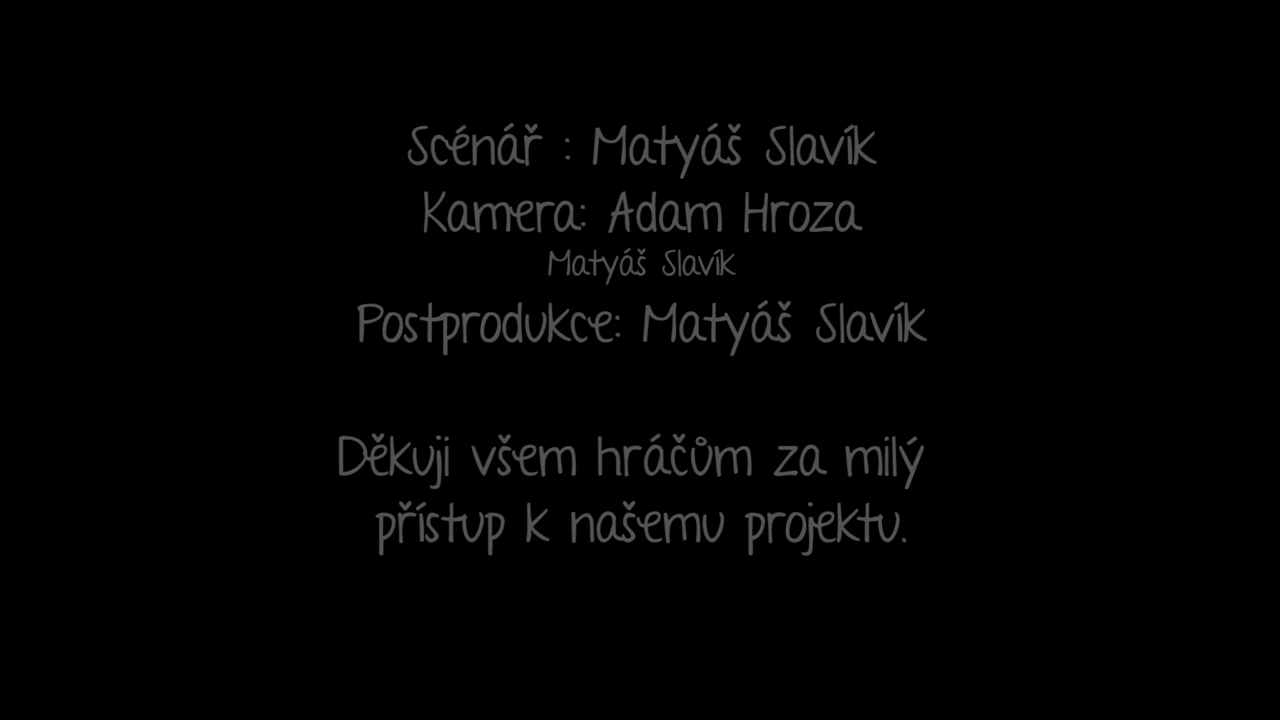 Scénář : Matyáš Slavík
Kamera: Adam Hroza
Matyáš Slavík
Postprodukce: Matyáš Slavík
Děkuji všem hráčům za milý
přístup k našemu projektu.